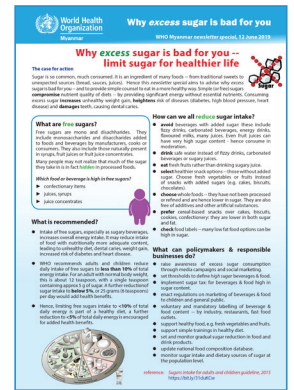 World Health
Organization
Myanmar
Why excess sugar is bad for you
WHO Myanmar newsletter special, 12 June 2019
Why excess sugar is bad for you --
limit sugar for healthier life
The case for action
Sugar is so common; much consumed. It is an ingredient of many foods – from traditional sweets to
unexpected sources (bread, sauces, juices). Hence this newsletter special aims to advise why excess
sugar is bad for you – and to provide simple counsel to eat in a more healthy way. Simple (or free) sugars
compromise nutrient quality of diets – by providing significant energy without essential nutrients. Consuming
excess sugar increases unhealthy weight gain, heightens risk of diseases (diabetes, high blood pressure, heart
disease) and damages teeth, causing dental caries.
What are free sugars?
Free sugars are mono and disaccharides. They
include monosaccharides and disaccharides added
to foods and beverages by manufacturers, cooks or
consumers. They also include those naturally present
in syrups, fruit juices or fruit juice concentrates.
Many people may not realize that much of the sugar
they take in is in fact hidden in processed foods.
Which food or beverage is high in free sugars?
confectionery items
juices, syrups
juice concentrates
What is recommended?
Intake of free sugars, especially as sugary beverages,
increases overall energy intake. It may reduce intake
of food with nutritionally more adequate content,
leading to unhealthy diet, dental caries, weight gain,
increased risk of diabetes and heart disease.
WHO recommends adults and children reduce
daily intake of free sugars to less than 10% of total
energy intake. For an adult with normal body weight,
this is about 12 teaspoons, with a single teaspoon
containing approx 5 g of sugar. A further reduction of
sugar intake to below 5%, or 25 grams (6 teaspoons)
per day would add health benefits.
Hence, limiting free sugars intake to <10% of total
daily energy is part of a healthy diet, a further
reduction to <5% of total daily energy is encouraged
for added health benefits.
How can we all reduce sugar intake?
avoid beverages with added sugar: these include
fizzy drinks, carbonated beverages, energy drinks,
flavoured milks, many juices. Even fruit juices can
have very high sugar content – hence consume in
moderation.
drink safe water instead of fizzy drinks, carbonated
beverages or sugary juices.
eat fresh fruits rather than drinking sugary juice.
select healthier snack options – those without added
sugar. Choose fresh vegetables or fruits instead
of snacks with added sugars (e.g. cakes, biscuits,
chocolates).
choose whole foods – they have not been processed
or refined and are hence lower in sugar. They are also
free of additives and other artificial substances.
prefer cereal-based snacks over cakes, biscuits,
cookies, confectionery: they are lower in both sugar
and fat.
check food labels – many low fat food options can be
high in sugar.
What can policymakers & responsible
business do?
raise awareness of excess sugar consumption
through media campaigns and social marketing.
set thresholds to define high sugar beverages & food.
implement sugar tax for beverages & food high in
sugar content.
enact regulations on marketing of beverages & food
to children and general public.
voluntary and mandatory labelling of beverage &
food content – by industry, restaurants, fast food
outlets.
support healthy food, e.g. fresh vegetables and fruits.
support simple trainings in healthy diet.
set and monitor gradual sugar reduction in food and
drink products.
update national food composition database.
monitor sugar intake and dietary sources of sugar at
the population level.
reference: Sugars intake for adults and children guideline, 2015